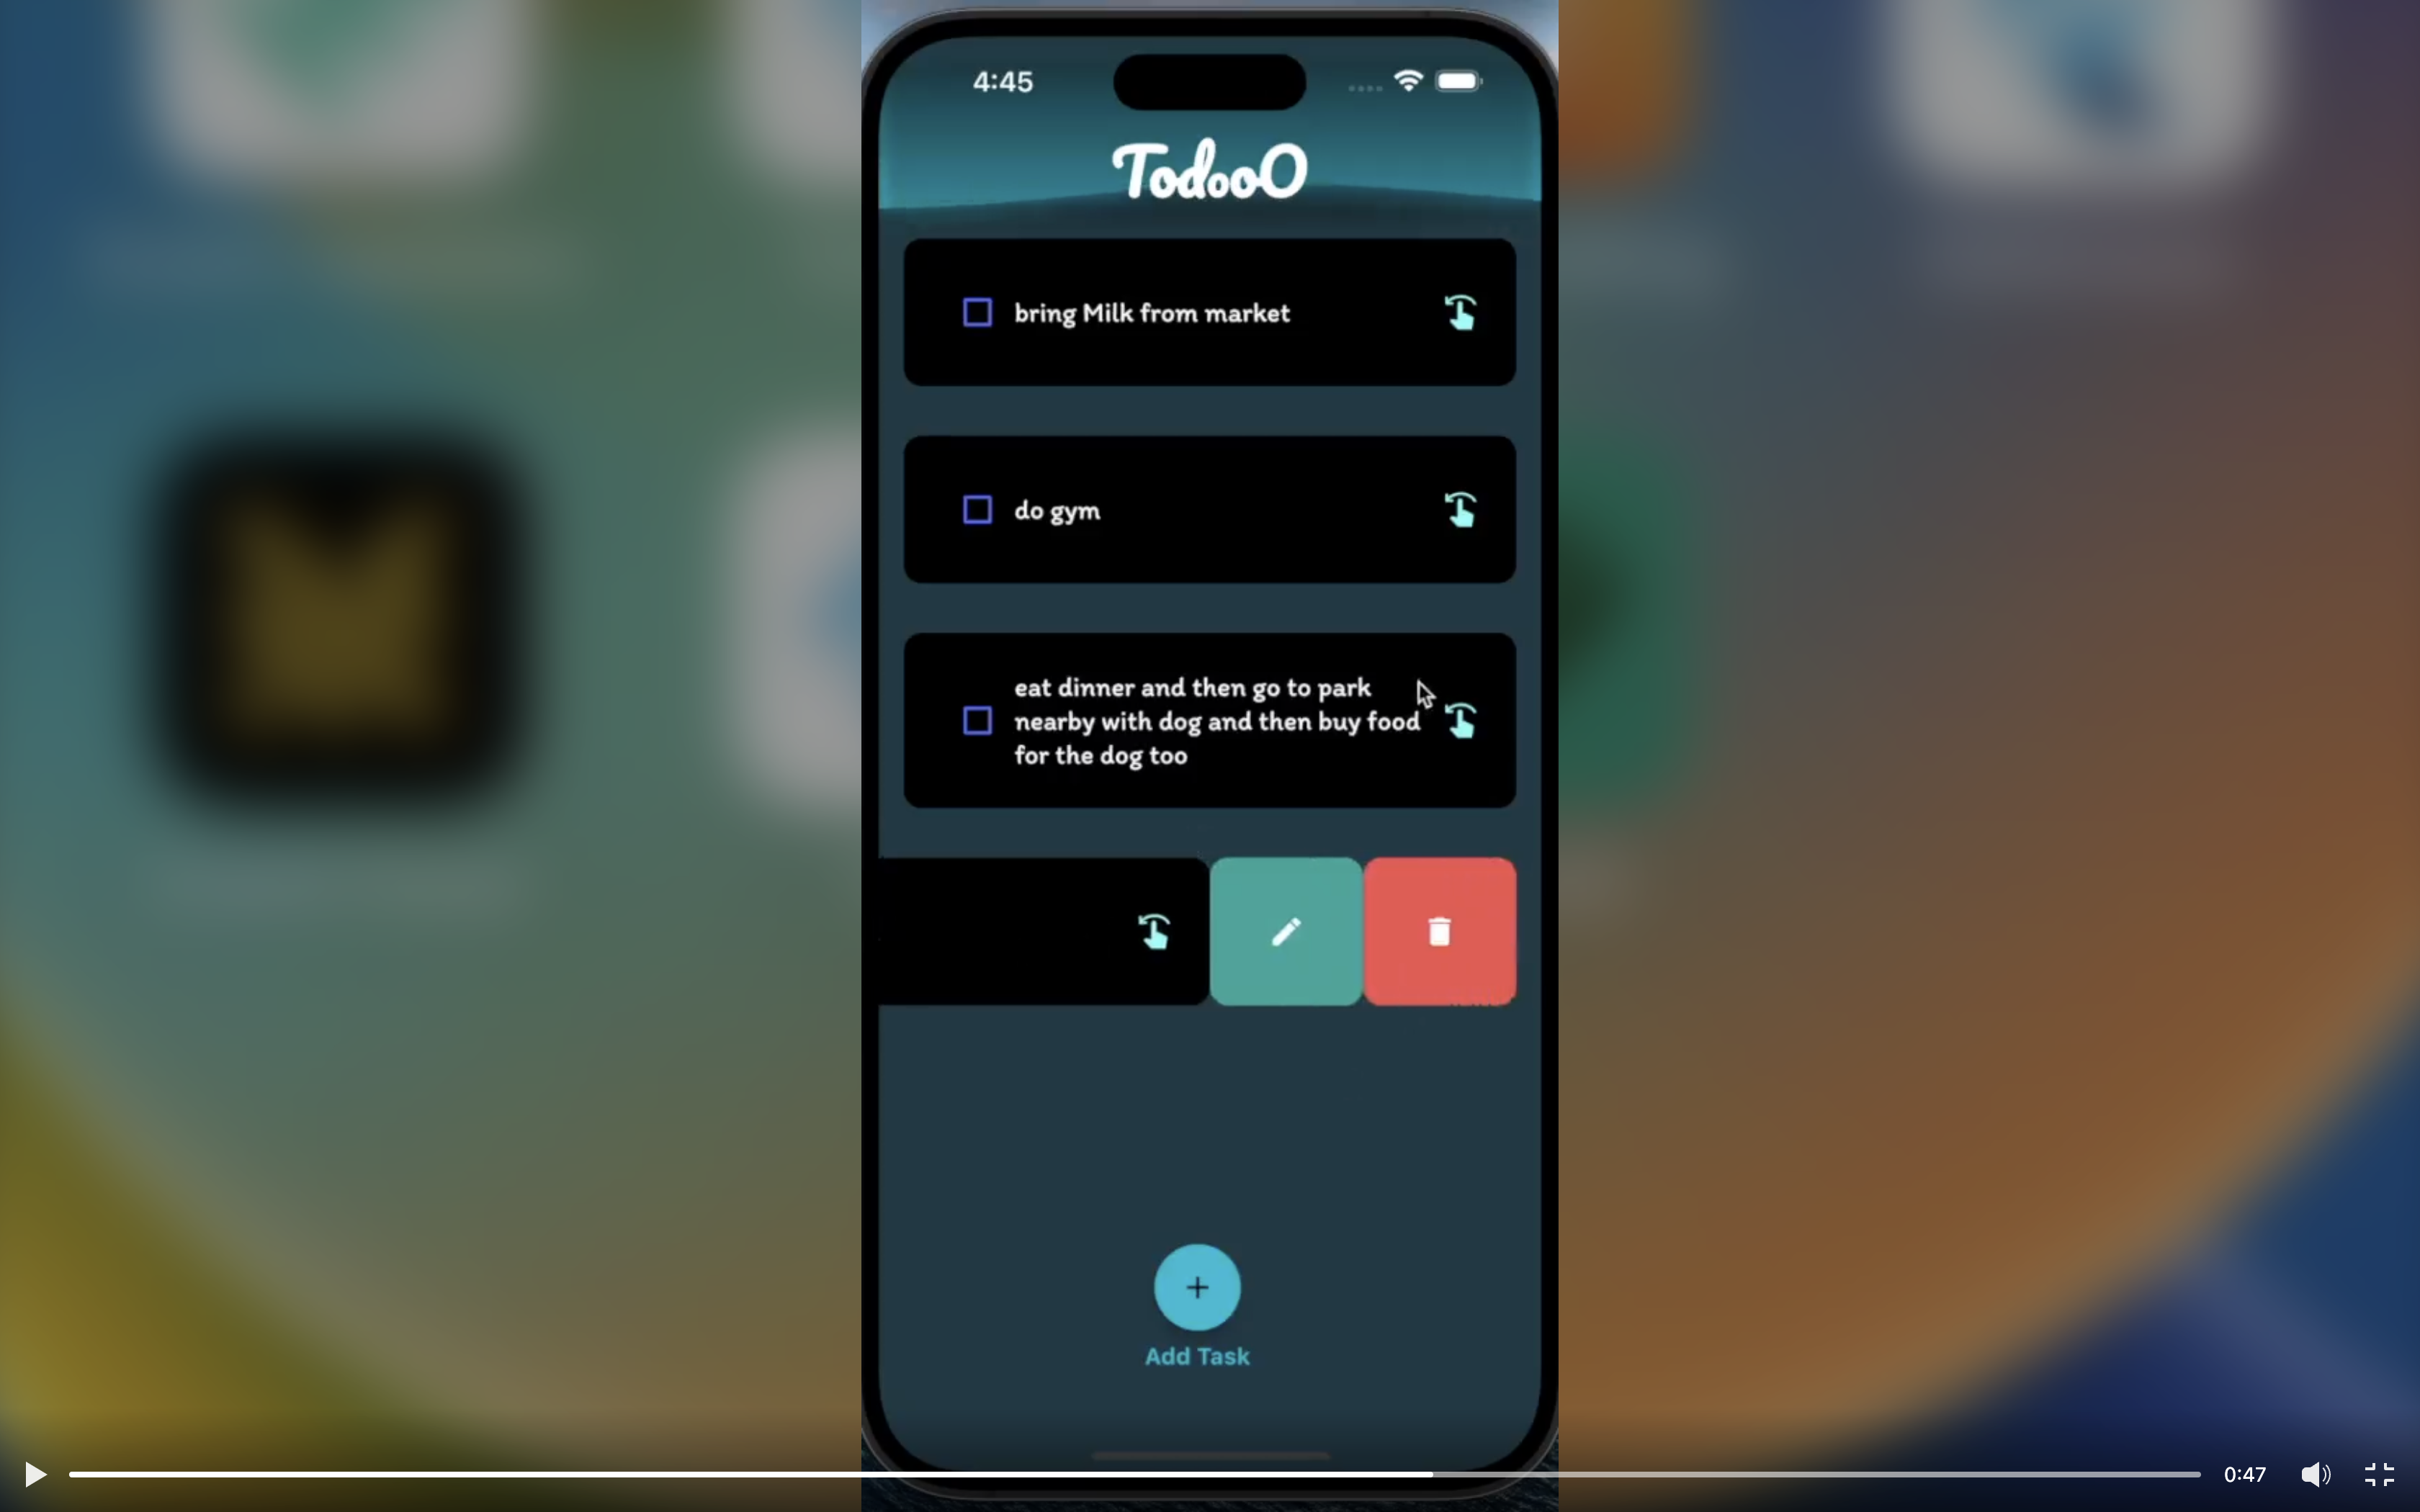 4:45
TodooO
bring Milk from market
do gym
eat dinner and then go to park
nearby with dog and then buy food
for the dog too
Add Task
0:47